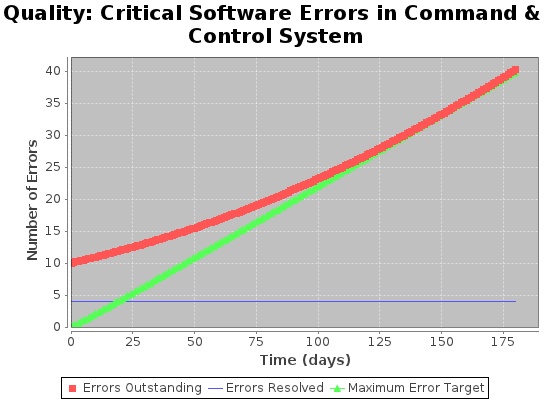 Quality: Critical Software Errors in Command &
Control System
Number of Errors
40
35
30
25
20
15
10
5
0
0 25 50 75 100 125 150 175
Time (days)
Errors Outstanding Errors Resolved Maximum Error Target